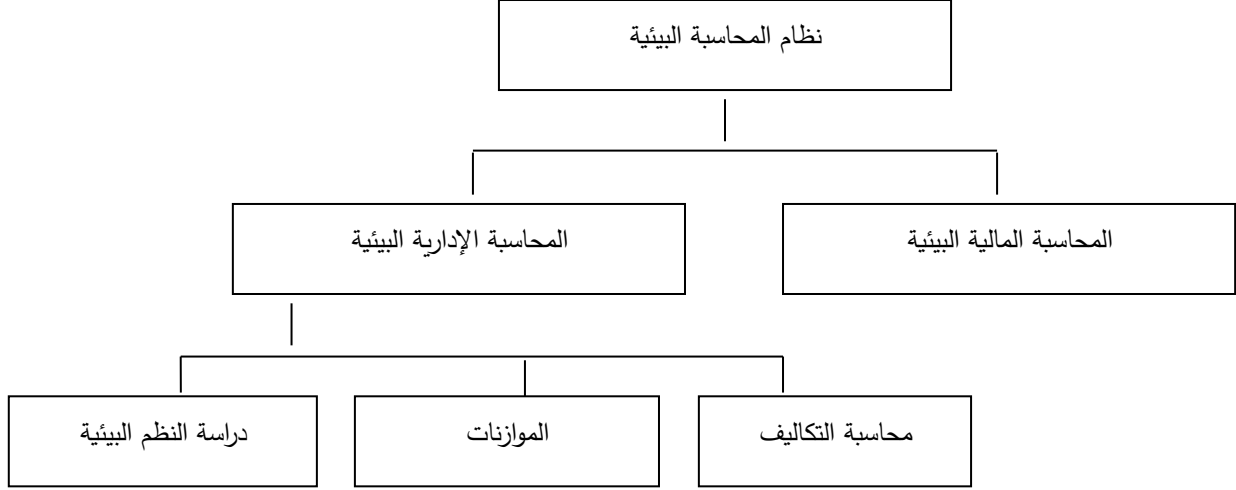 نظام المحاسبة البيئية
المحاسبة المالية البيئية
المحاسبة الإدارية البيئية
محاسبة التكاليف
الموازنات
دراسة النظم البيئية